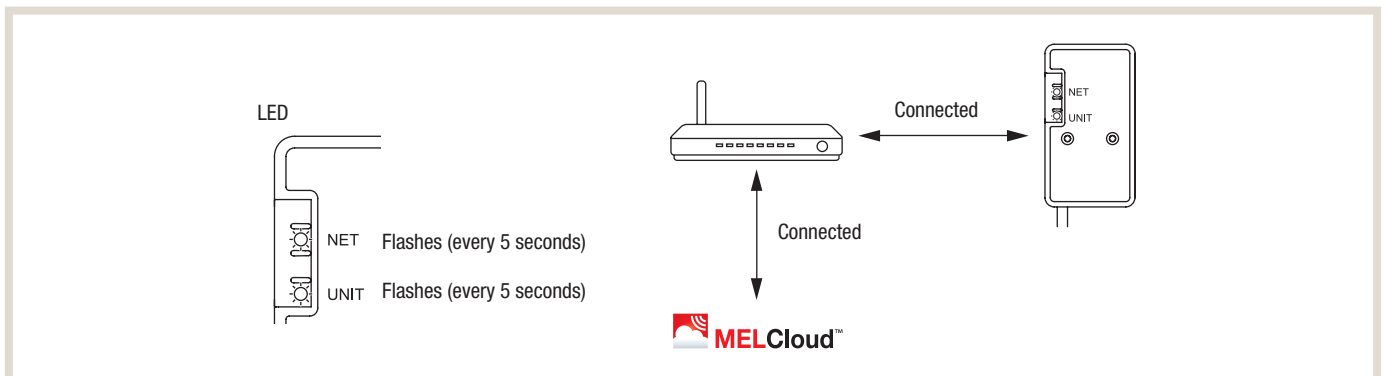 LED
NET Flashes (every 5 seconds)
UNIT Flashes (every 5 seconds)
Connected
NET
UNIT
Connected
MELCloud™